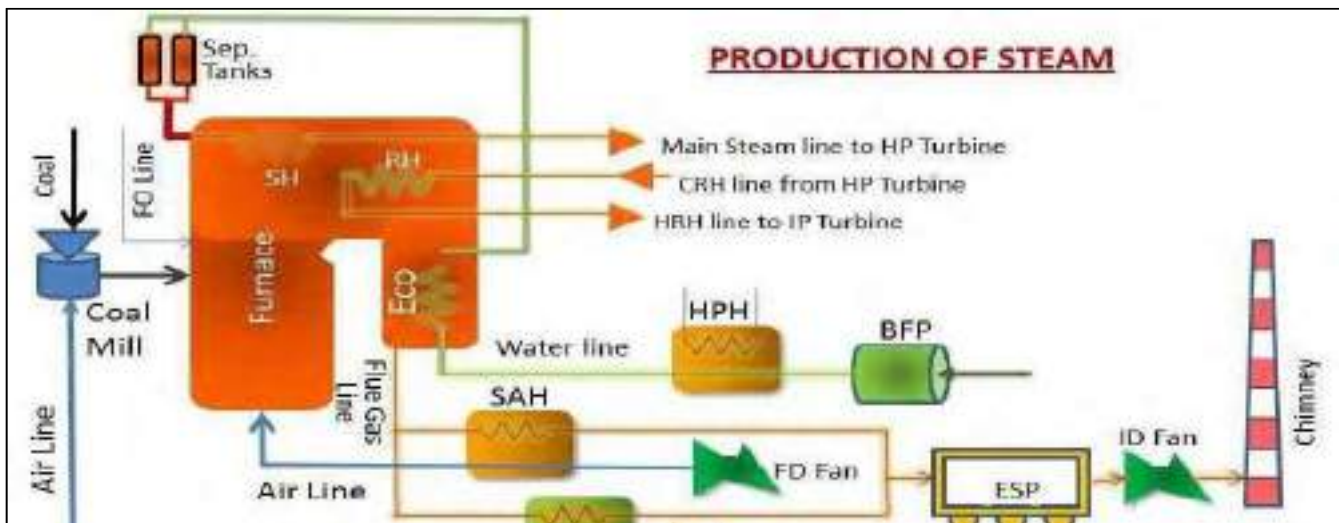 Sep.
Tanks
PRODUCTION OF STEAM
Coal
FO Line
SH
RH
Main Steam line to HP Turbine
CRH line from HP Turbine
HRH line to IP Turbine
Furnace
Eco
Coal
Mill
HPH
BFP
Water line
Flue Gas
Line
SAH
Air Line
Air Line
FD Fan
ESP
ID Fan
Chimney